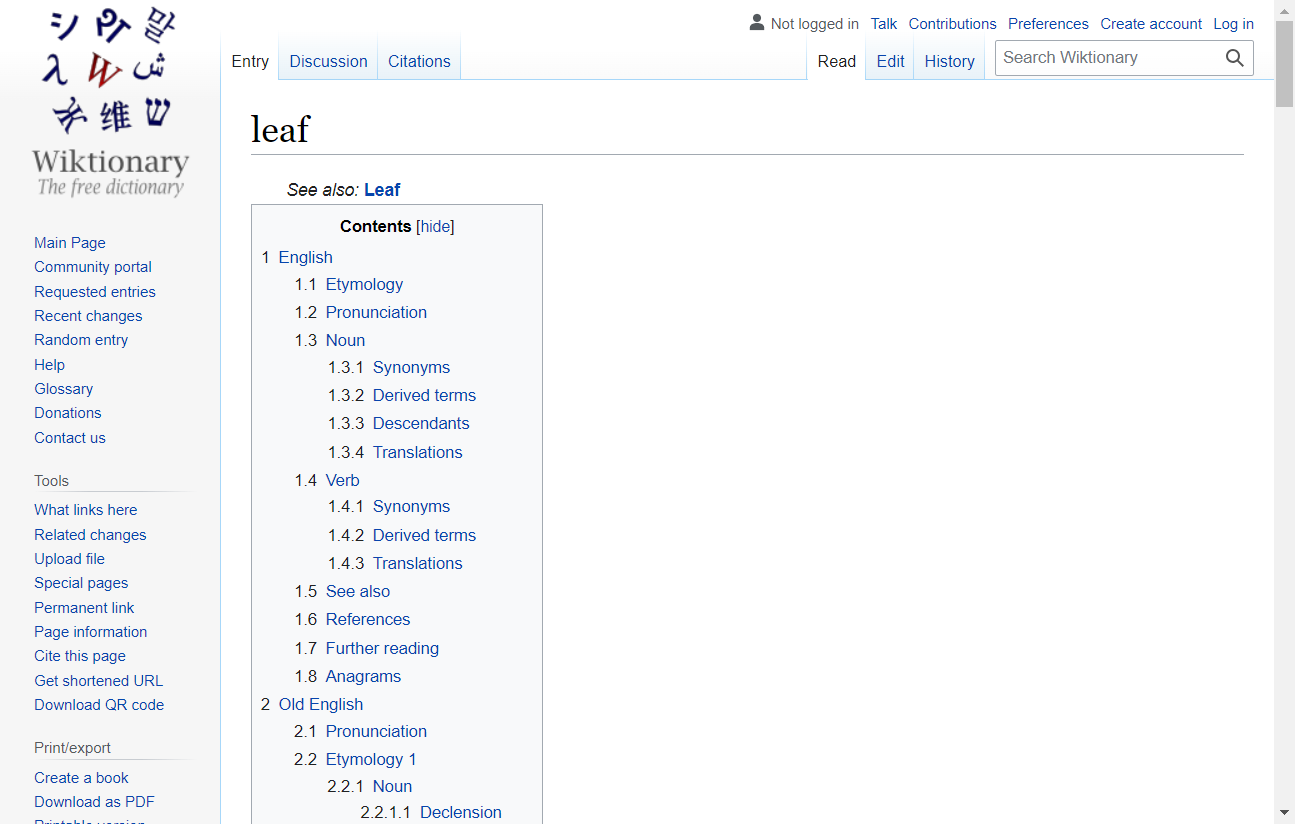 シ वि 말
λ W ش
维 ש
Wiktionary
The free dictionary
Not logged in Talk Contributions Preferences Create account Log in
Entry Discussion Citations Read Edit History Search Wiktionary
leaf
See also: Leaf
Contents [hide]
1 English
1.1 Etymology
1.2 Pronunciation
1.3 Noun
1.3.1 Synonyms
1.3.2 Derived terms
1.3.3 Descendants
1.3.4 Translations
1.4 Verb
1.4.1 Synonyms
1.4.2 Derived terms
1.4.3 Translations
1.5 See also
1.6 References
1.7 Further reading
1.8 Anagrams
2 Old English
2.1 Pronunciation
2.2 Etymology 1
2.2.1 Noun
2.2.1.1 Declension
Main Page
Community portal
Requested entries
Recent changes
Random entry
Help
Glossary
Donations
Contact us
Tools
What links here
Related changes
Upload file
Special pages
Permanent link
Page information
Cite this page
Get shortened URL
Download QR code
Print/export
Create a book
Download as PDF
Printable version